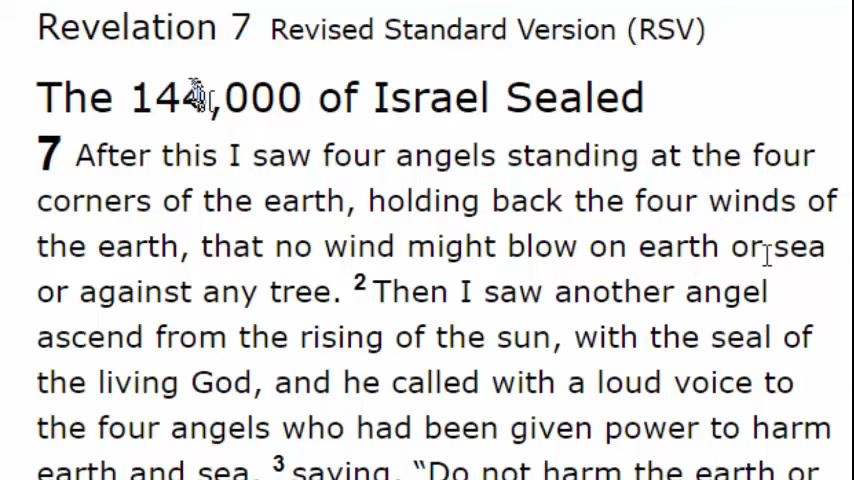 Revelation 7 Revised Standard Version (RSV)
The 144,000 of Israel Sealed
7 After this I saw four angels standing at the four
corners of the earth, holding back the four winds of
the earth, that no wind might blow on earth or sea
or against any tree. 2 Then I saw another angel
ascend from the rising of the sun, with the seal of
the living God, and he called with a loud voice to
the four angels who had been given power to harm
earth and sea, 3 saying, “Do not harm the earth or